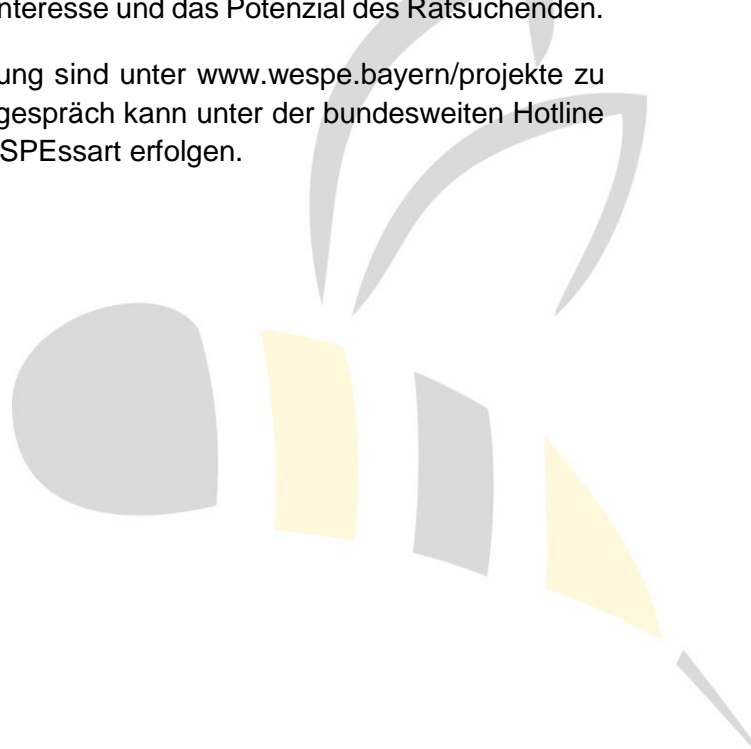 nteresse und das Potenzial des Ratsuchenden.
ung sind unter www.wespe.bayern/projekte zu
gespräch kann unter der bundesweiten Hotline
SPEssart erfolgen.